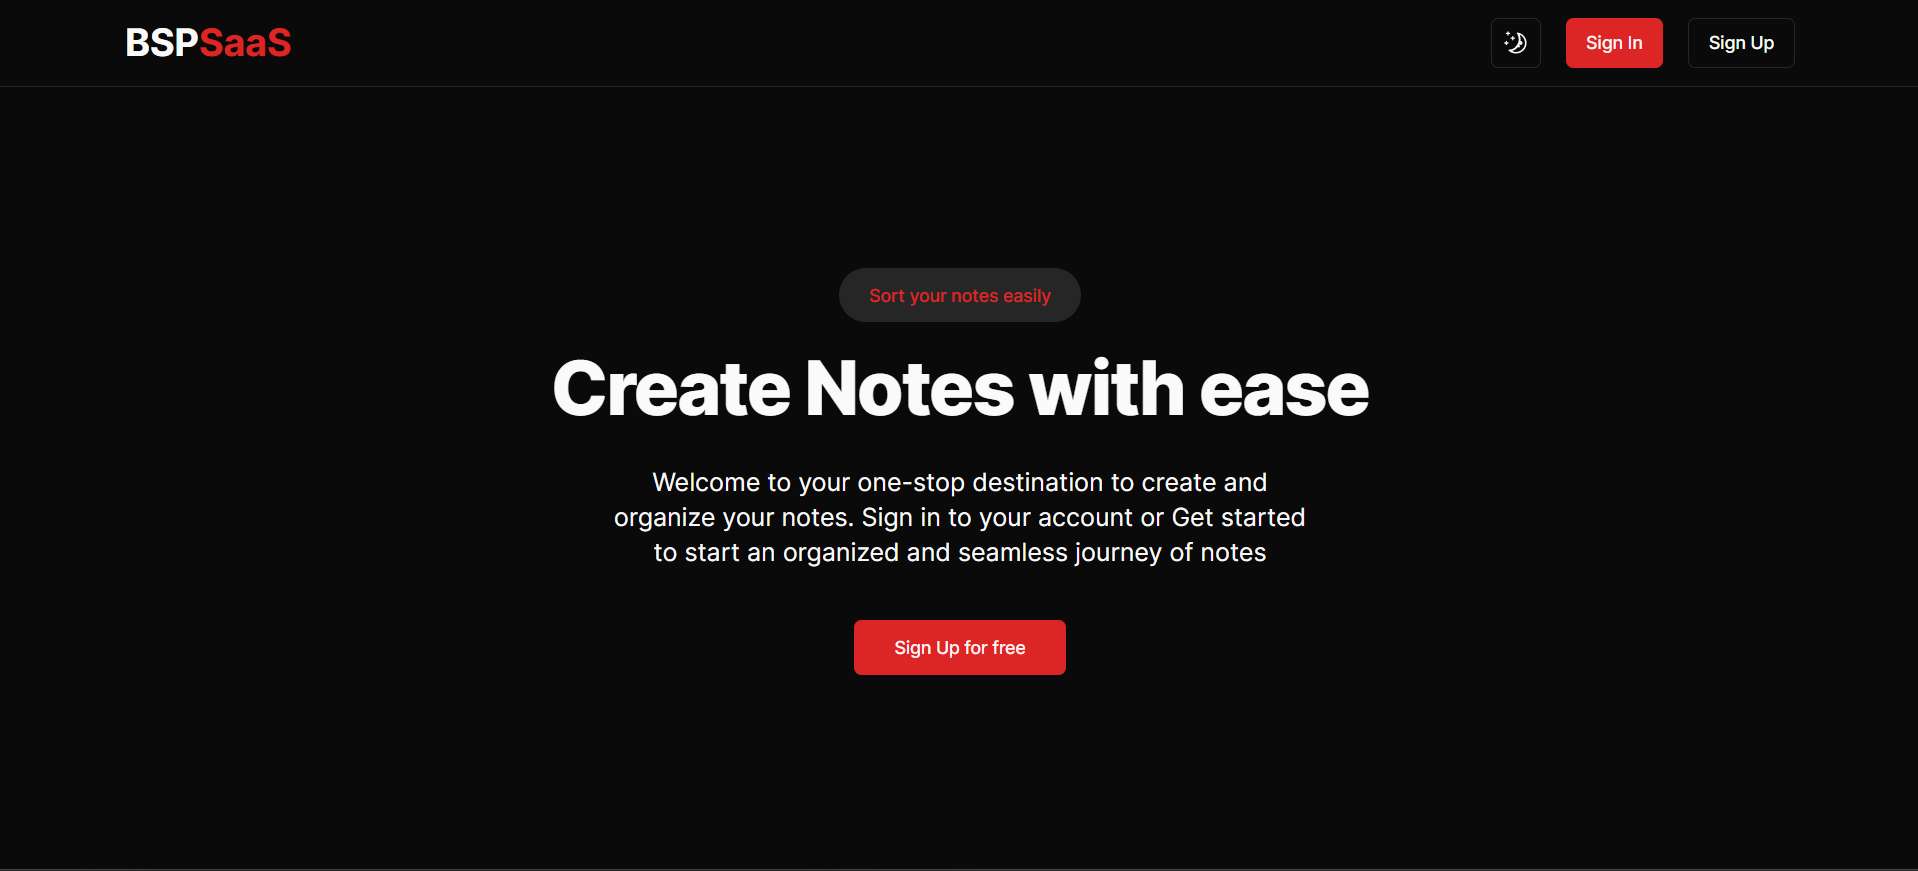 BSPSaaS
Sign In
Sign Up
Sort your notes easily
Create Notes with ease
Welcome to your one-stop destination to create and
organize your notes. Sign in to your account or Get started
to start an organized and seamless journey of notes
Sign Up for free